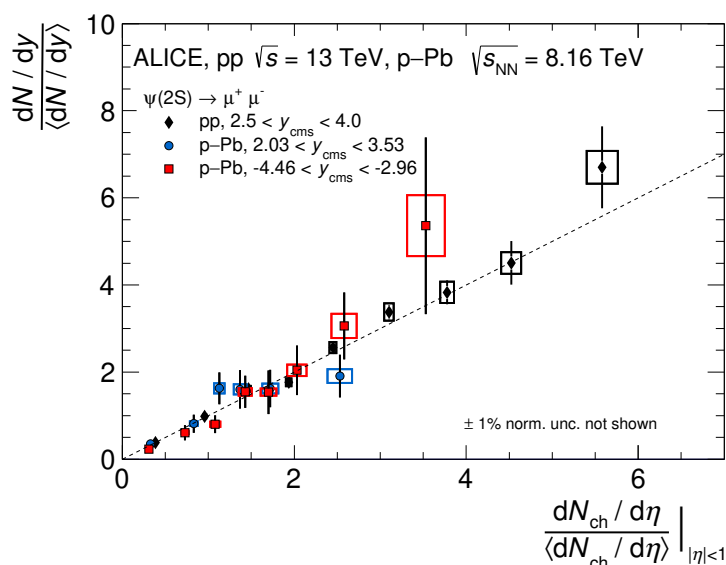 dN / dy
⟨dN / dy⟩
10
8
6
4
2
0
ALICE, pp √s = 13 TeV, p−Pb √sNN = 8.16 TeV
ψ(2S) → μ+ μ-
pp, 2.5 < ycms < 4.0
p−Pb, 2.03 < ycms < 3.53
p−Pb, -4.46 < ycms < -2.96
± 1% norm. unc. not shown
0 2 4 6
dNch / dη
⟨dNch / dη⟩ |η|<1